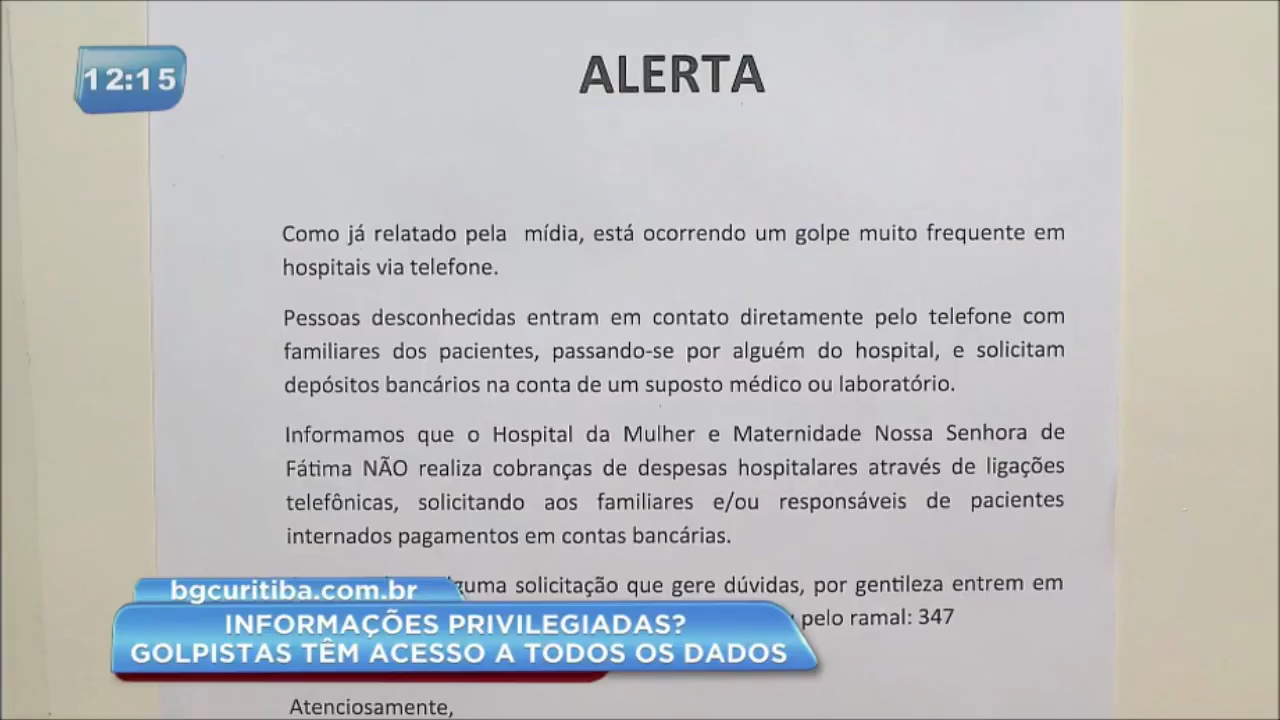 12:15
ALERTA
Como já relatado pela mídia, está ocorrendo um golpe muito frequente em
hospitais via telefone.
Pessoas desconhecidas entram em contato diretamente pelo telefone com
familiares dos pacientes, passando-se por alguém do hospital, e solicitam
depósitos bancários na conta de um suposto médico ou laboratório.
Informamos que o Hospital da Mulher e Maternidade Nossa Senhora de
Fátima NÃO realiza cobranças de despesas hospitalares através de ligações
telefônicas, solicitando aos familiares e/ou responsáveis de pacientes
internados pagamentos em contas bancárias.
solicitação que gere dúvidas, por gentileza entrem em
pelo ramal: 347
bgcuritiba.com.br
INFORMAÇÕES PRIVILEGIADAS?
GOLPISTAS TÊM ACESSO A TODOS OS DADOS
Atenciosamente,